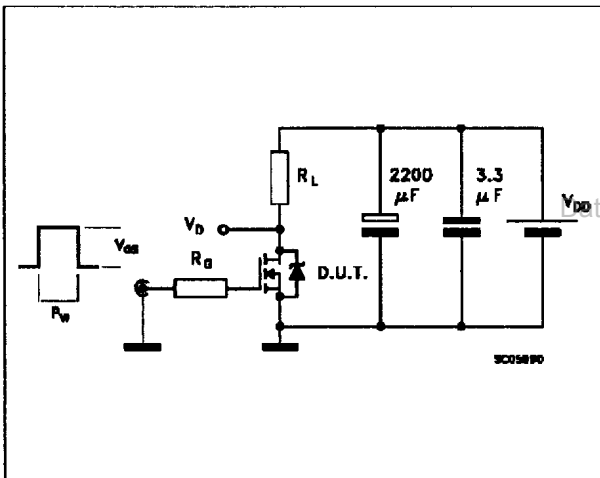 R_L
2200 μF
3.3 μF
V_DD
V_D
R_G
D.U.T.
V_GS
P_W
SC05990